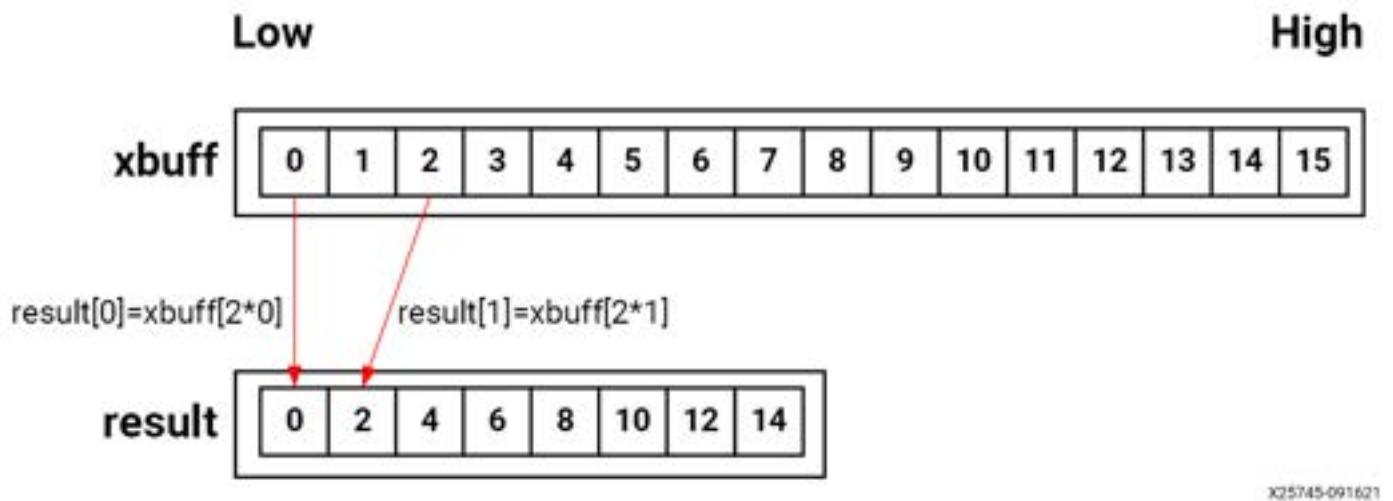 Low High
xbuff 0 1 2 3 4 5 6 7 8 9 10 11 12 13 14 15
result[0]=xbuff[2*0] result[1]=xbuff[2*1]
result 0 2 4 6 8 10 12 14
X25745-091621